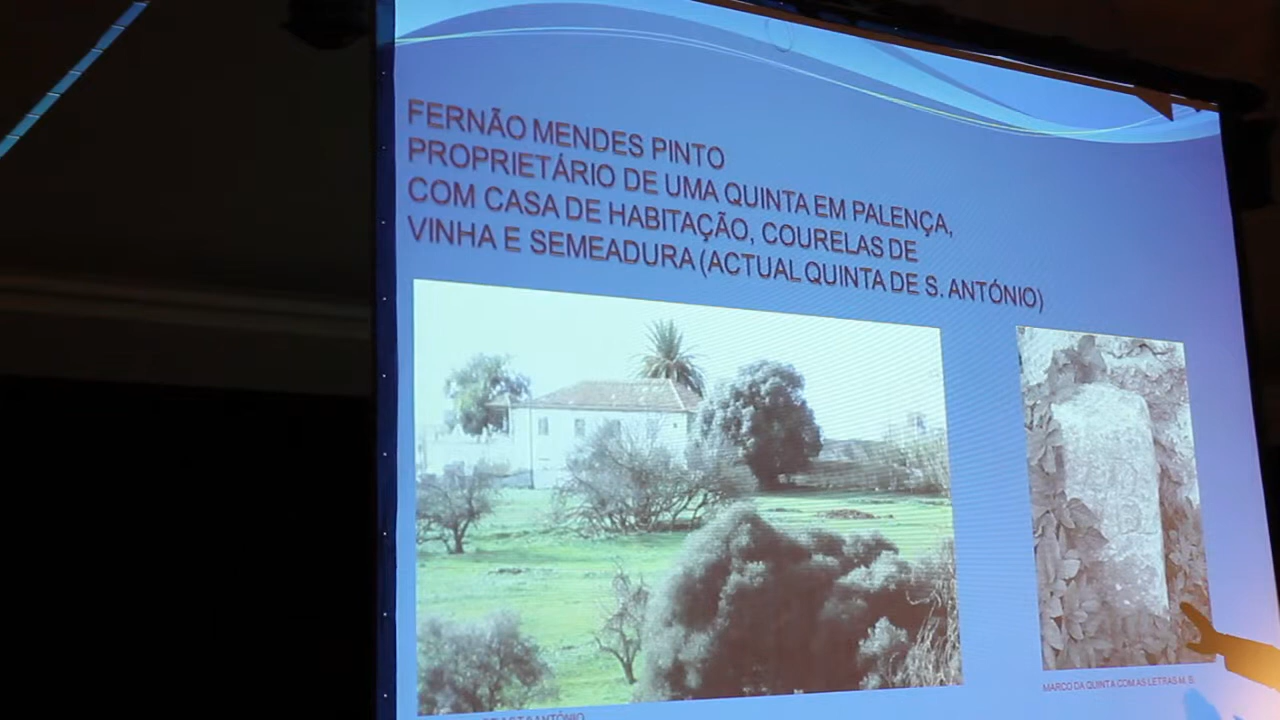 FERNÃO MENDES PINTO
PROPRIETÁRIO DE UMA QUINTA EM PALENÇA,
COM CASA DE HABITAÇÃO, COURELAS DE
VINHA E SEMEADURA (ACTUAL QUINTA DE S. ANTÓNIO)
MARCO DA QUINTA COM AS LETRAS M. B.
ANTÓNIO